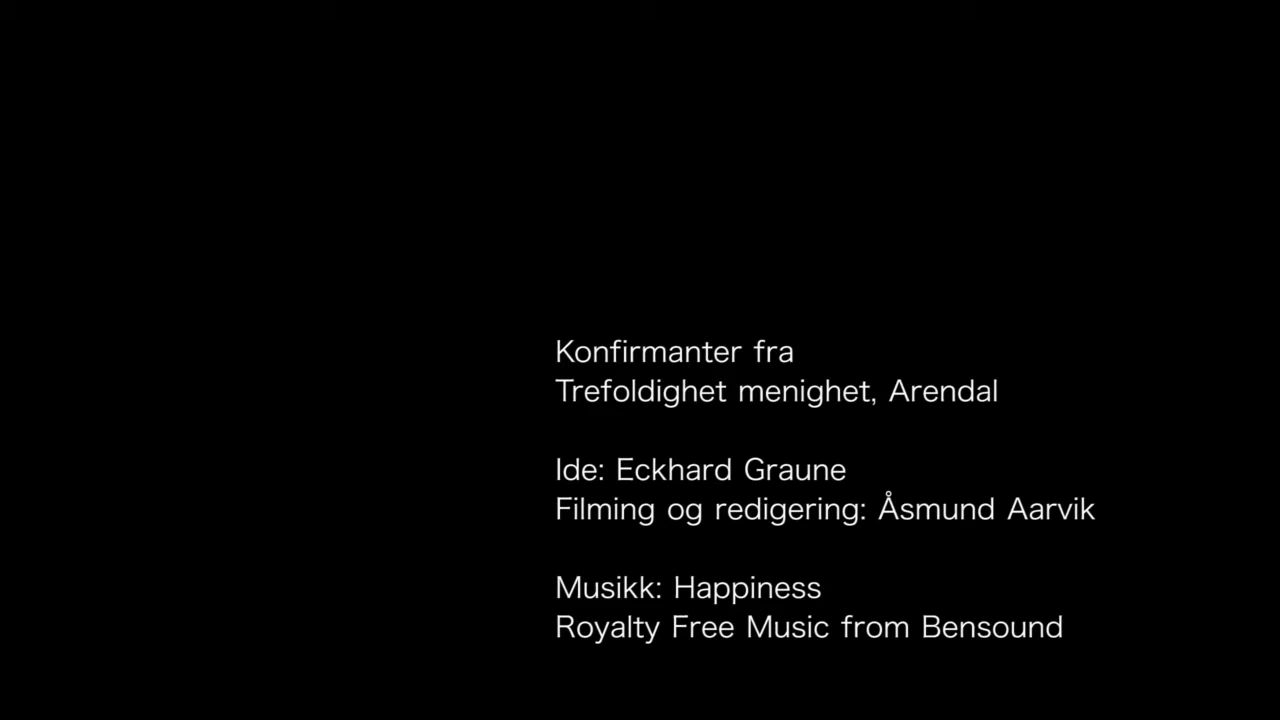 Konfirmanter fra
Trefoldighet menighet, Arendal
Ide: Eckhard Graune
Filming og redigering: Åsmund Aarvik
Musikk: Happiness
Royalty Free Music from Bensound